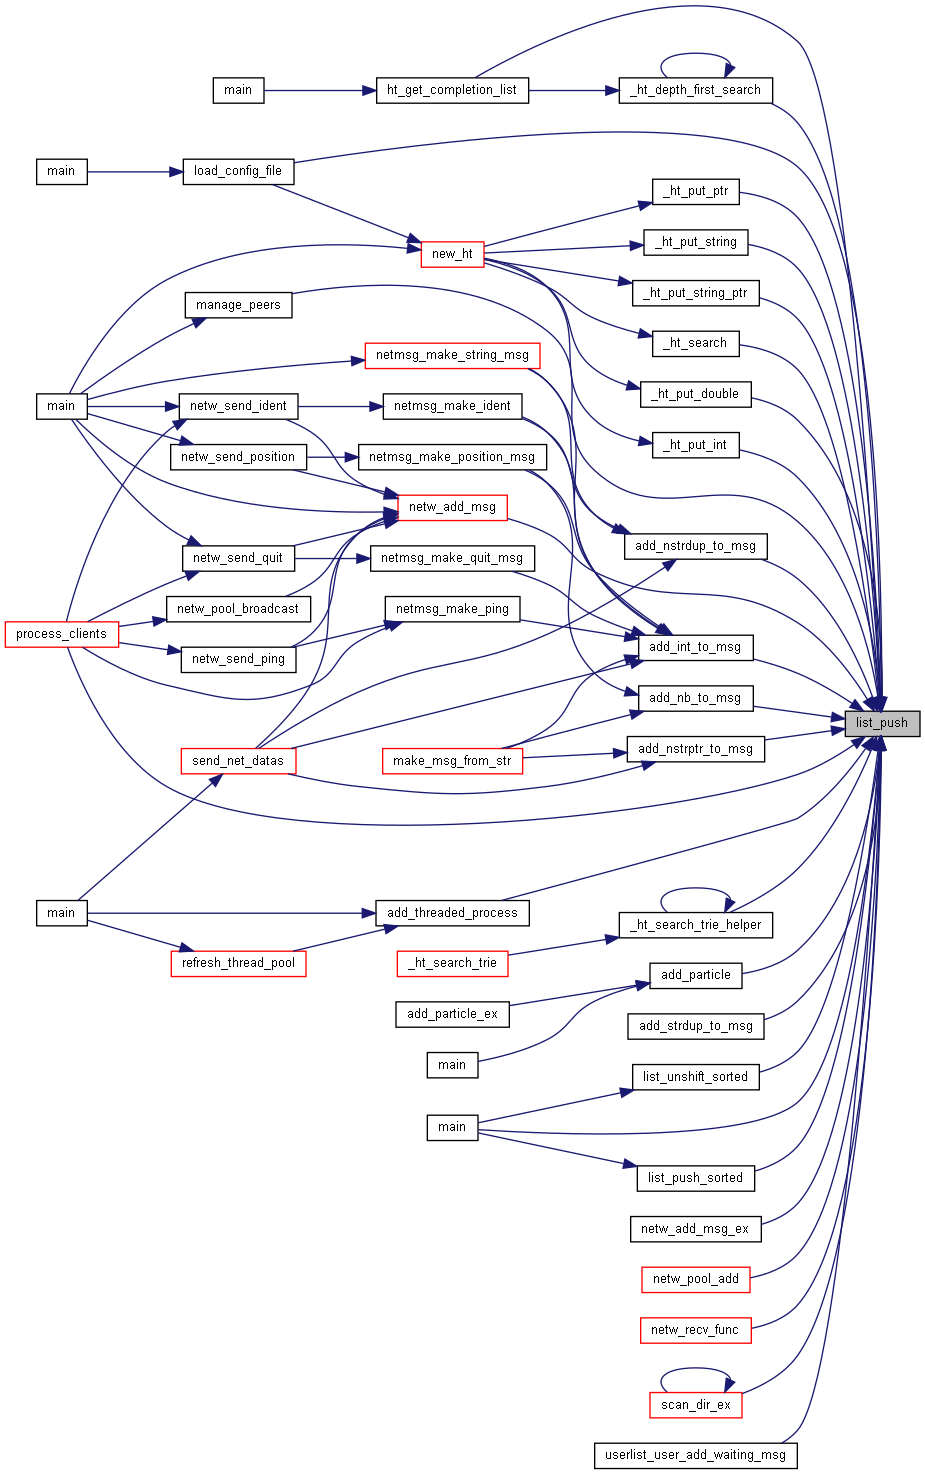 main
ht_get_completion_list
_ht_depth_first_search
main
load_config_file
_ht_put_ptr
new_ht
_ht_put_string
manage_peers
_ht_put_string_ptr
netmsg_make_string_msg
_ht_search
main
netw_send_ident
netmsg_make_ident
_ht_put_double
netw_send_position
netmsg_make_position_msg
_ht_put_int
netw_add_msg
netw_send_quit
netmsg_make_quit_msg
add_nstrdup_to_msg
netw_pool_broadcast
netmsg_make_ping
process_clients
netw_send_ping
add_int_to_msg
add_nb_to_msg
list_push
send_net_datas
make_msg_from_str
add_nstrptr_to_msg
main
add_threaded_process
_ht_search_trie_helper
refresh_thread_pool
_ht_search_trie
add_particle
add_particle_ex
add_strdup_to_msg
main
list_unshift_sorted
main
list_push_sorted
netw_add_msg_ex
netw_pool_add
netw_recv_func
scan_dir_ex
userlist_user_add_waiting_msg